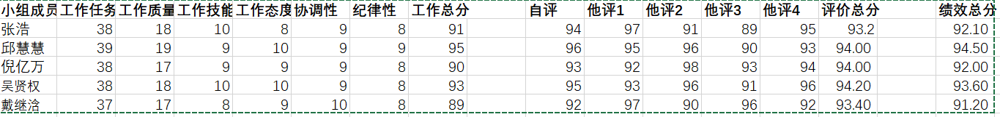 小组成员 工作任务 工作质量 工作技能 工作态度 协调性 纪律性 工作总分 自评 他评1 他评2 他评3 他评4 评价总分 绩效总分
张浩 38 18 10 8 9 8 91 94 97 91 89 95 93.2 92.10
邱慧慧 39 19 9 10 9 9 95 96 95 96 90 93 94.00 94.50
倪亿万 38 17 9 9 9 8 90 93 92 98 93 94 94.00 92.00
吴贤权 38 18 10 10 9 8 93 95 93 96 91 96 94.20 93.60
戴继浛 37 17 8 9 10 8 89 92 97 90 96 92 93.40 91.20